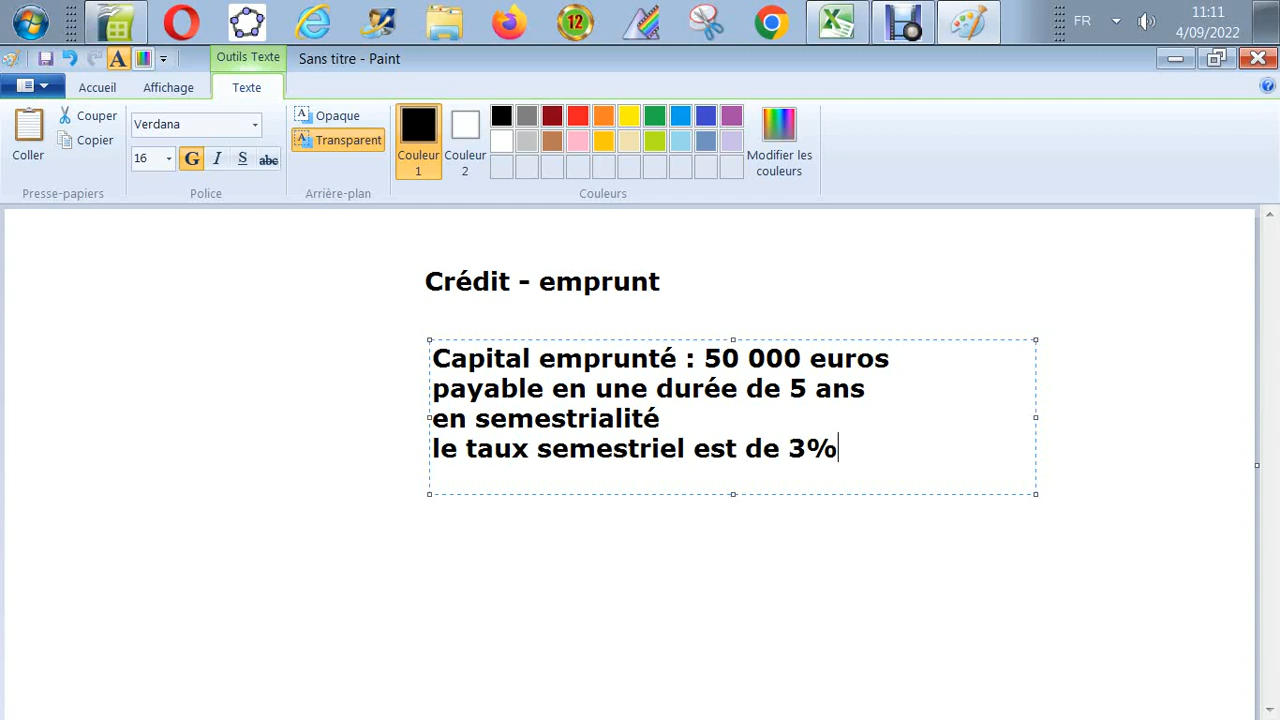 12
FR
11:11
4/09/2022
A
Outils Texte
Sans titre - Paint
Accueil
Affichage
Texte
Coller
Couper
Copier
Presse-papiers
Verdana
16
G I S abc
Police
Opaque
Transparent
Arrière-plan
Couleur 1
Couleur 2
Modifier les couleurs
Couleurs
Crédit - emprunt
Capital emprunté : 50 000 euros
payable en une durée de 5 ans
en semestrialité
le taux semestriel est de 3%